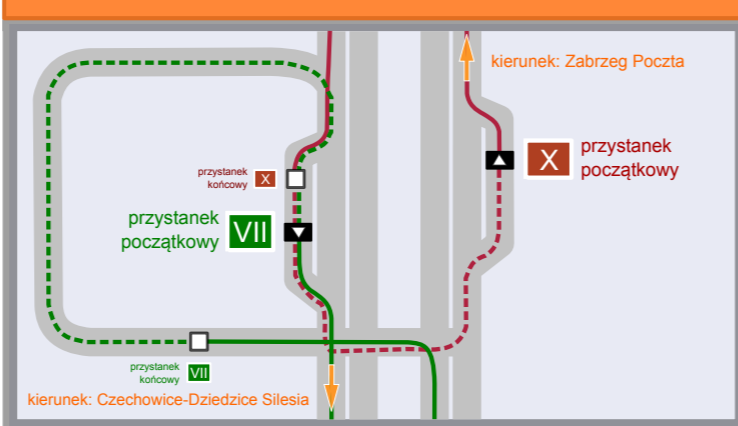 kierunek: Zabrzeg Poczta
X
przystanek
początkowy
przystanek
końcowy X
przystanek
początkowy VII
przystanek
końcowy VII
kierunek: Czechowice-Dziedzice Silesia